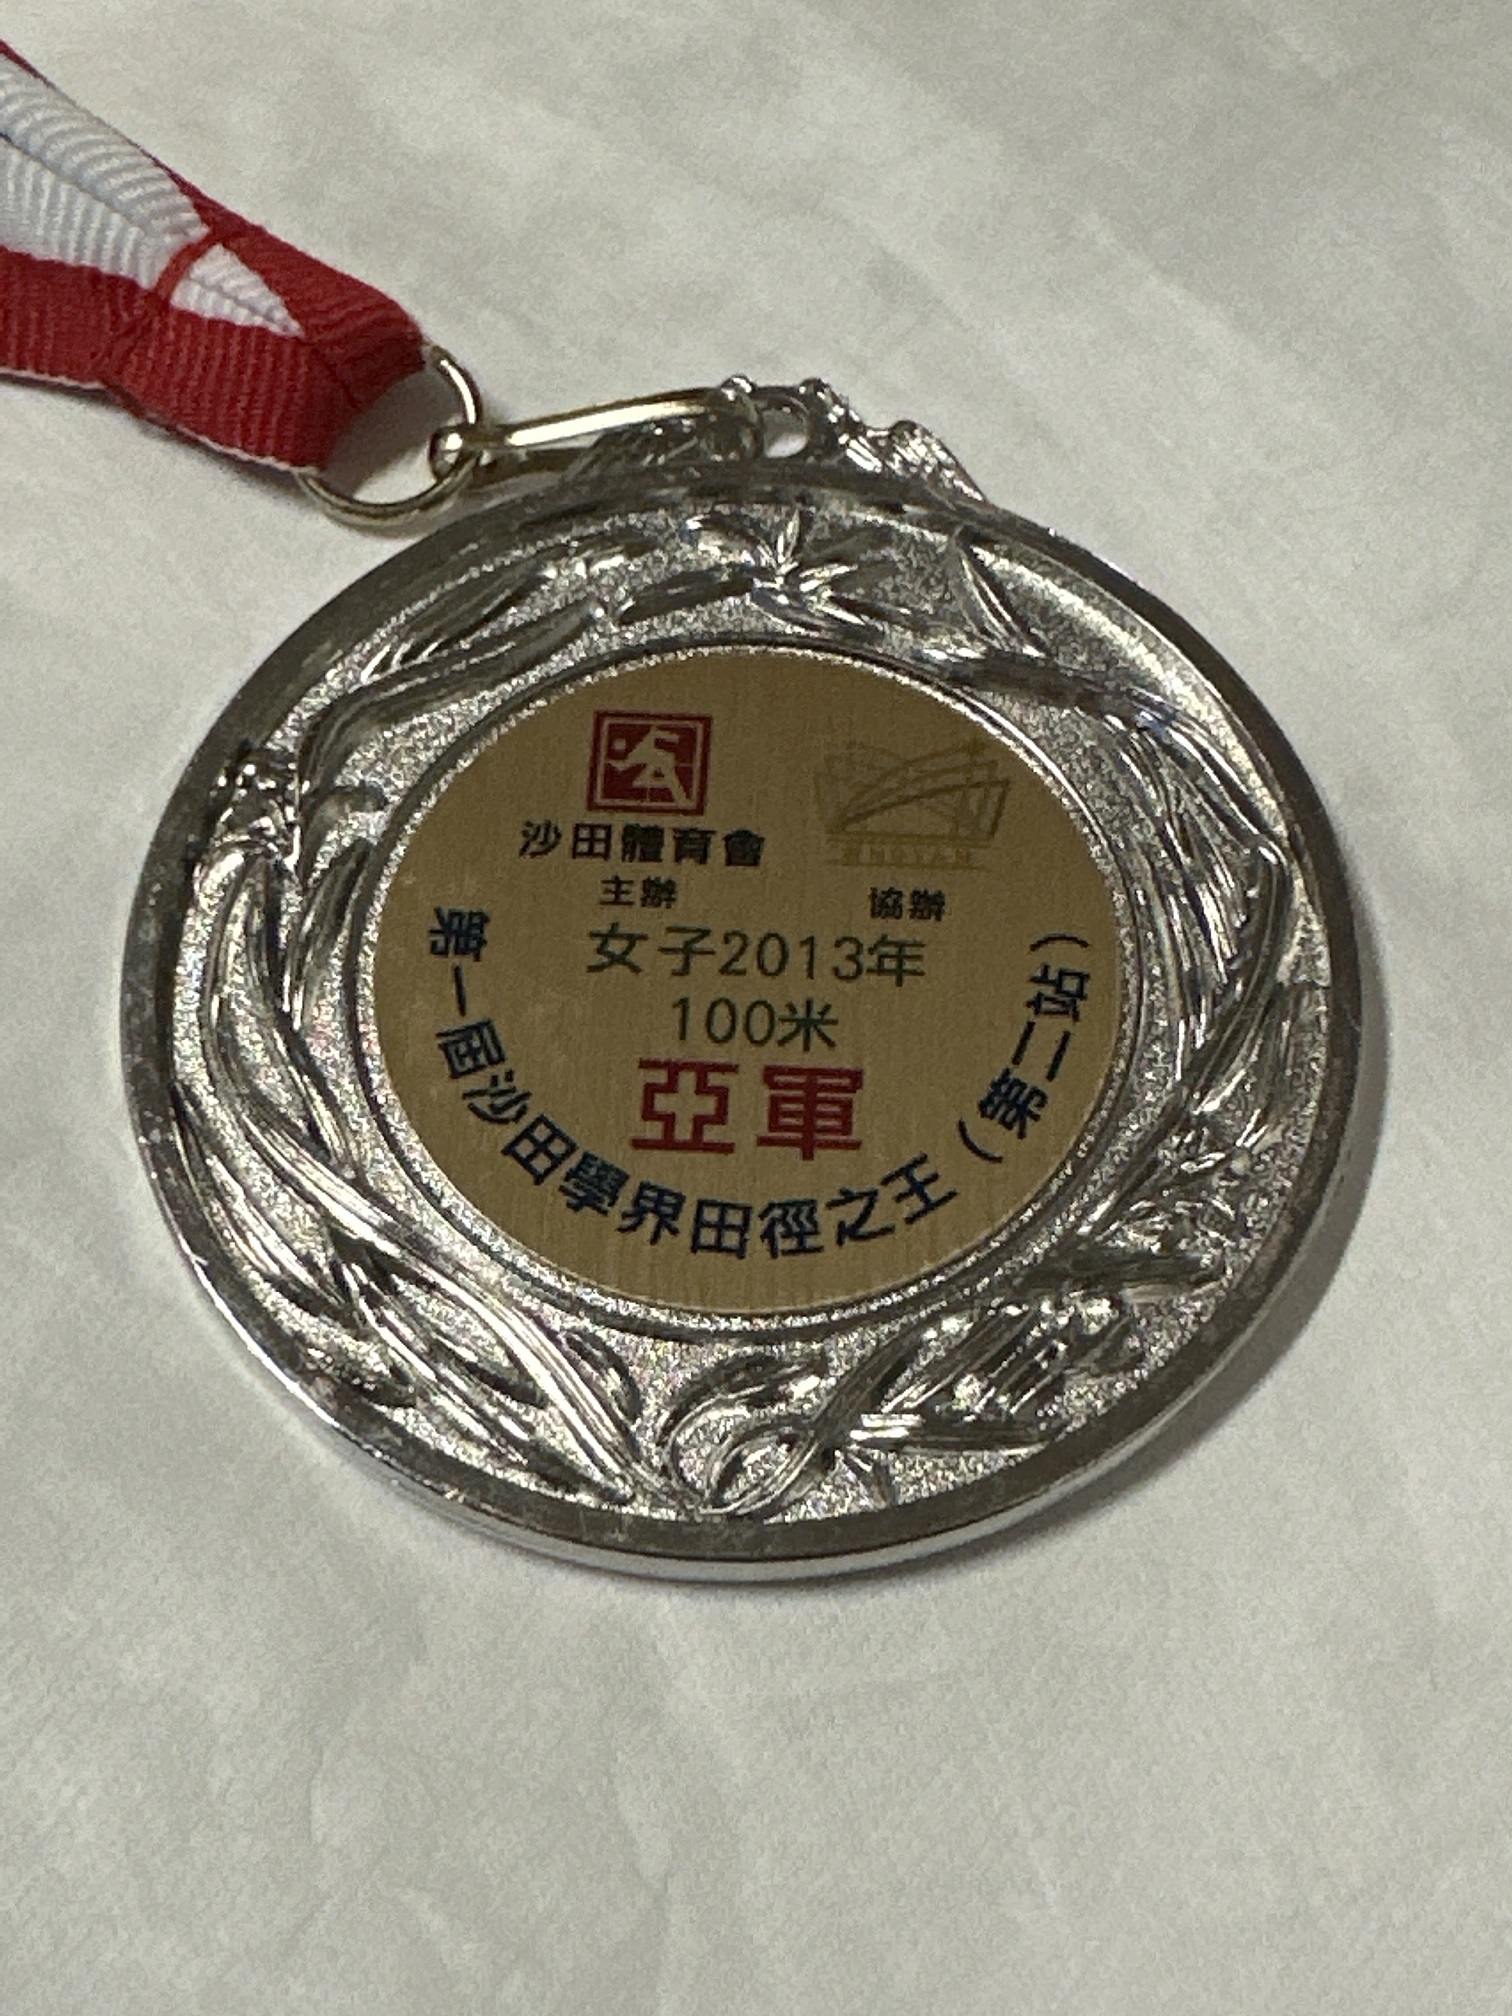 沙田體育會
主辦
協辦
女子2013年
100米
亞軍
第一屆沙田學界田徑之王(第二站)